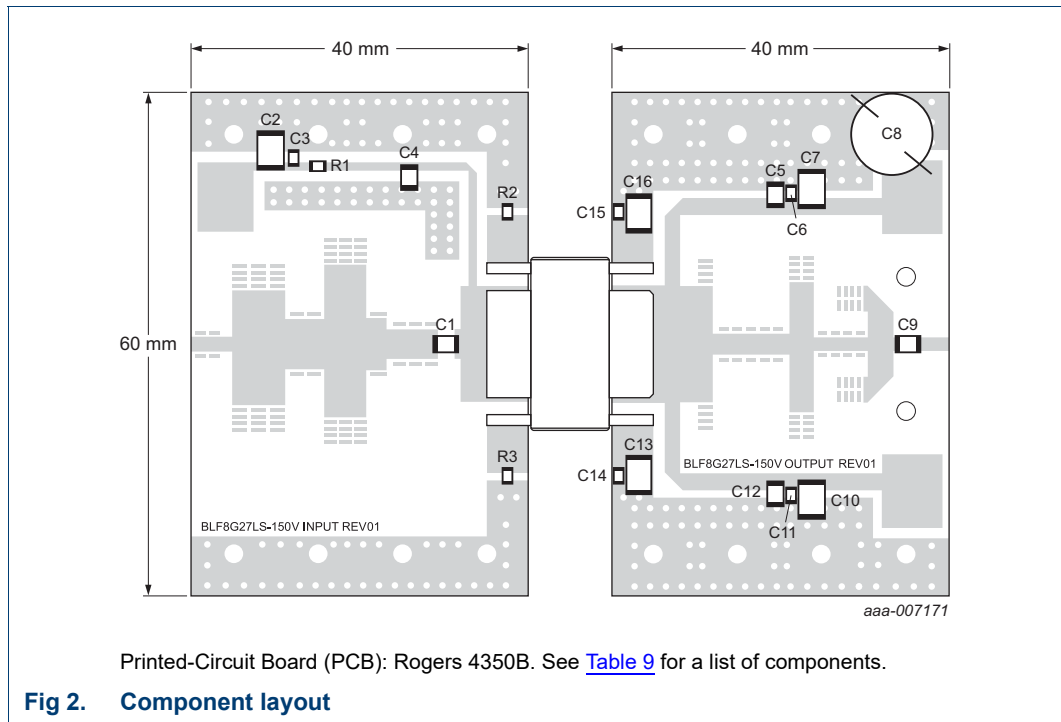 40 mm
40 mm
60 mm
C2
C3
R1
C4
R2
C1
R3
BLF8G27LS-150V INPUT REV01
C8
C5
C7
C6
C16
C15
C9
C13
C14
BLF8G27LS-150V OUTPUT REV01
C12
C10
C11
aaa-007171
Printed-Circuit Board (PCB): Rogers 4350B. See Table 9 for a list of components.
Fig 2. Component layout